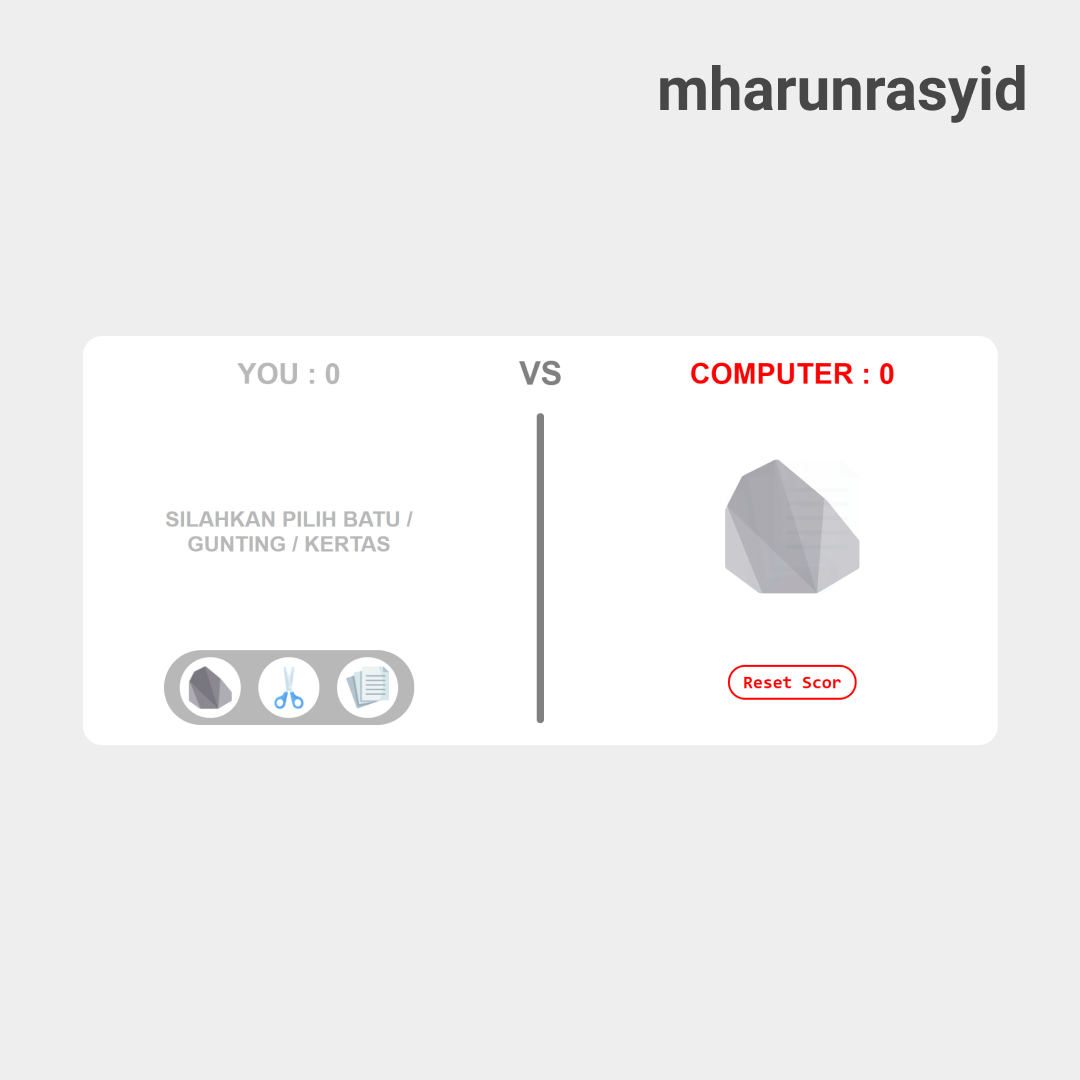 mharunrasyid
YOU : 0
VS
COMPUTER : 0
SILAHKAN PILIH BATU /
GUNTING / KERTAS
Reset Scor